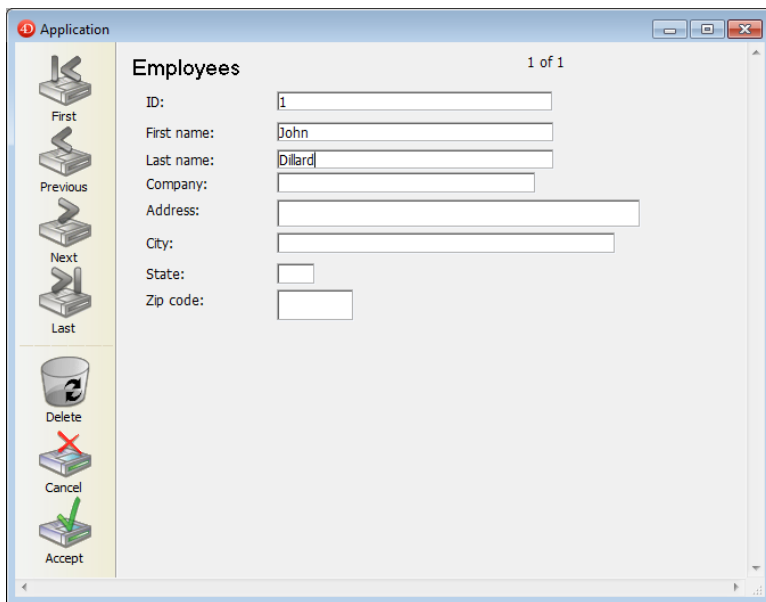 4D Application
First
Previous
Next
Last
Delete
Cancel
Accept
Employees 1 of 1
ID: 1
First name: John
Last name: Dillard
Company:
Address:
City:
State:
Zip code: